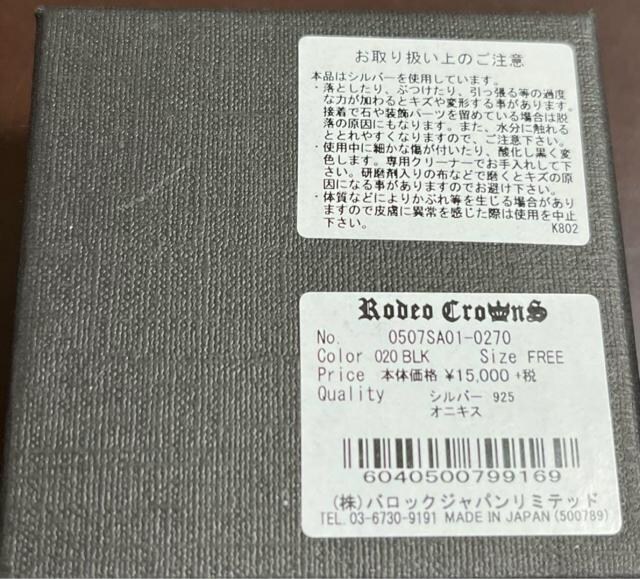 お取り扱い上のご注意
本品はシルバーを使用しています。
・落としたり、ぶつけたり、引っ張る等の過度
な力が加わるとキズや変形する事があります。
接着で石や装飾パーツを留めている場合は脱
落の原因にもなります。また、水分に触れる
ととれやすくなりますので、ご注意下さい。
・使用中に細かな傷が付いたり、酸化し黒く変
色します。専用クリーナーでお手入れして下
さい。研磨剤入りの布などで磨くとキズの原
因になる事がありますのでお避け下さい。
・体質などによりかぶれ等を生じる場合があり
ますので皮膚に異常を感じた際は使用を中止
下さい。
K802
Rodeo CrownS
No. 0507SA01-0270
Color 020 BLK Size FREE
Price 本体価格 ¥15,000 +税
Quality シルバー 925
オニキス
6040500799169
(株)バロックジャパンリミテッド
TEL. 03-6730-9191 MADE IN JAPAN (500789)